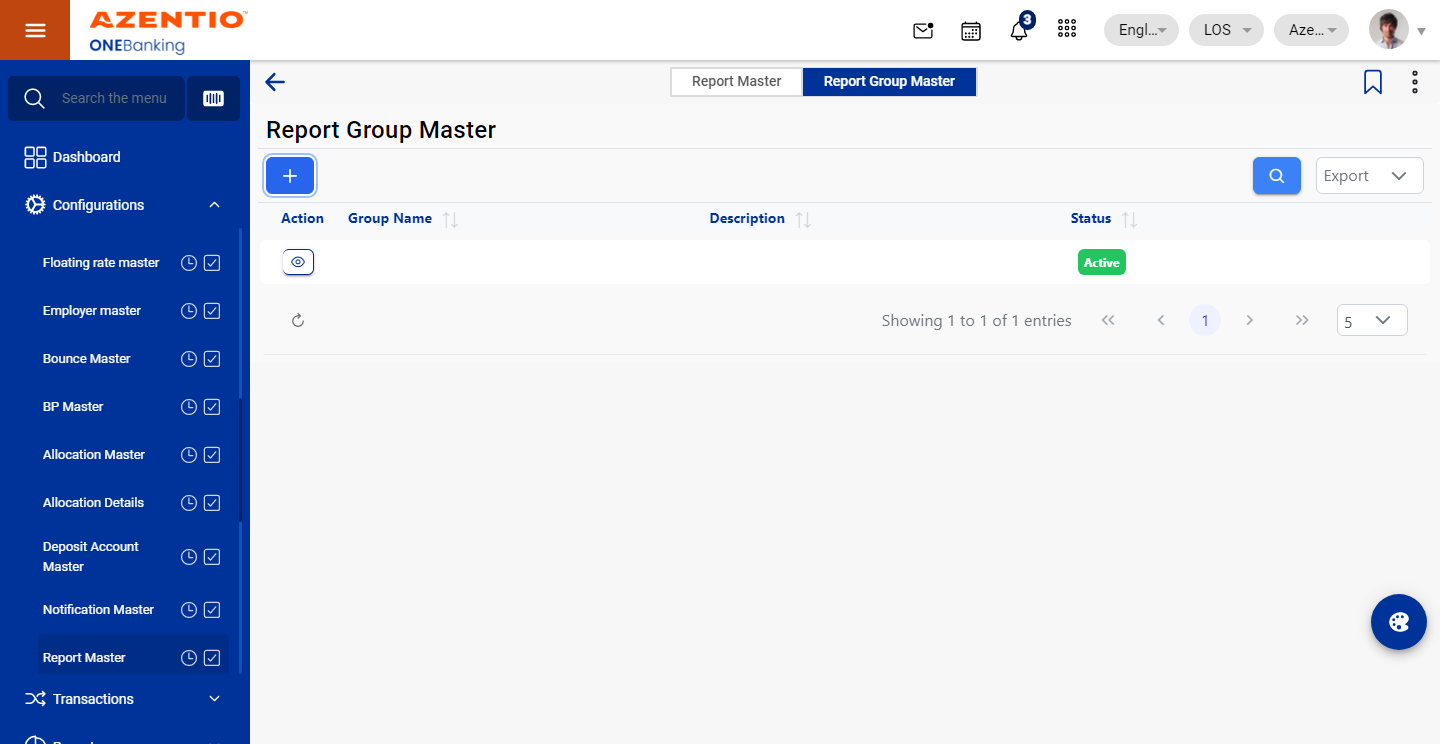 AZENTIO™
ONEBanking
3
Engl...
LOS
Aze...
Search the menu
Dashboard
Configurations
Floating rate master
Employer master
Bounce Master
BP Master
Allocation Master
Allocation Details
Deposit Account
Master
Notification Master
Report Master
Transactions
Report Master
Report Group Master
Report Group Master
Export
Action
Group Name
Description
Status
Active
Showing 1 to 1 of 1 entries
1
5